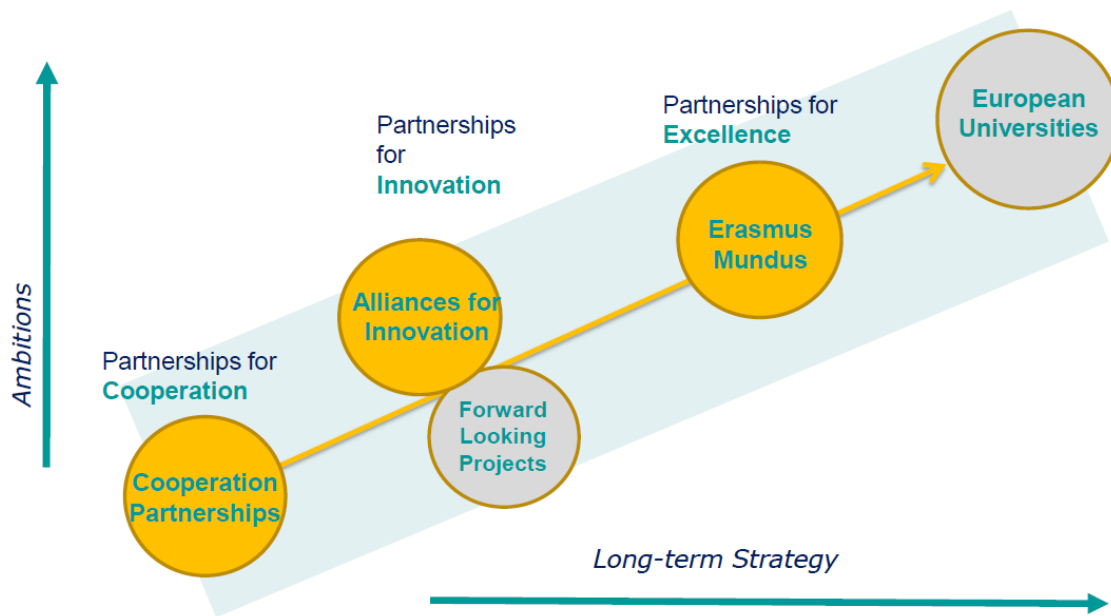 European
Universities
Partnerships
for
Innovation
Partnerships for
Excellence
Erasmus
Mundus
Alliances for
Innovation
Ambitions
Partnerships for
Cooperation
Forward
Looking
Projects
Cooperation
Partnerships
Long-term Strategy